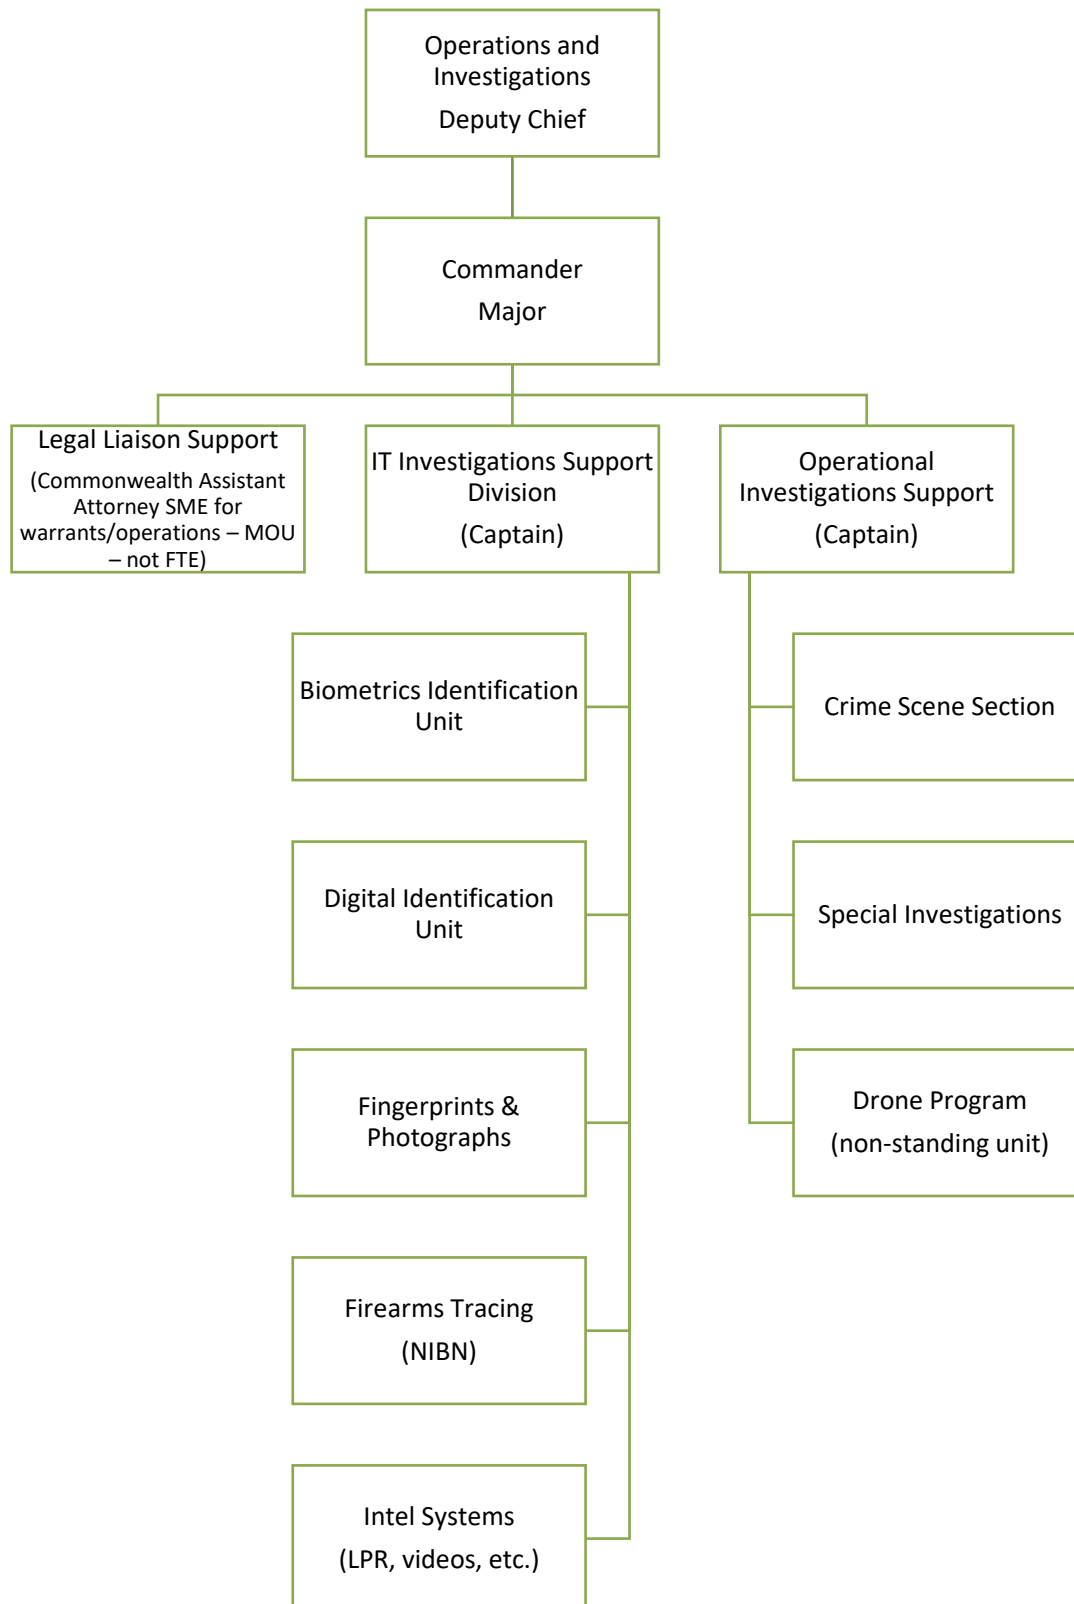 Operations and
Investigations
Deputy Chief
Commander
Major
Legal Liaison Support
(Commonwealth Assistant
Attorney SME for
warrants/operations – MOU
– not FTE)
IT Investigations Support
Division
(Captain)
Operational
Investigations Support
(Captain)
Biometrics Identification
Unit
Digital Identification
Unit
Fingerprints &
Photographs
Firearms Tracing
(NIBN)
Intel Systems
(LPR, videos, etc.)
Crime Scene Section
Special Investigations
Drone Program
(non-standing unit)